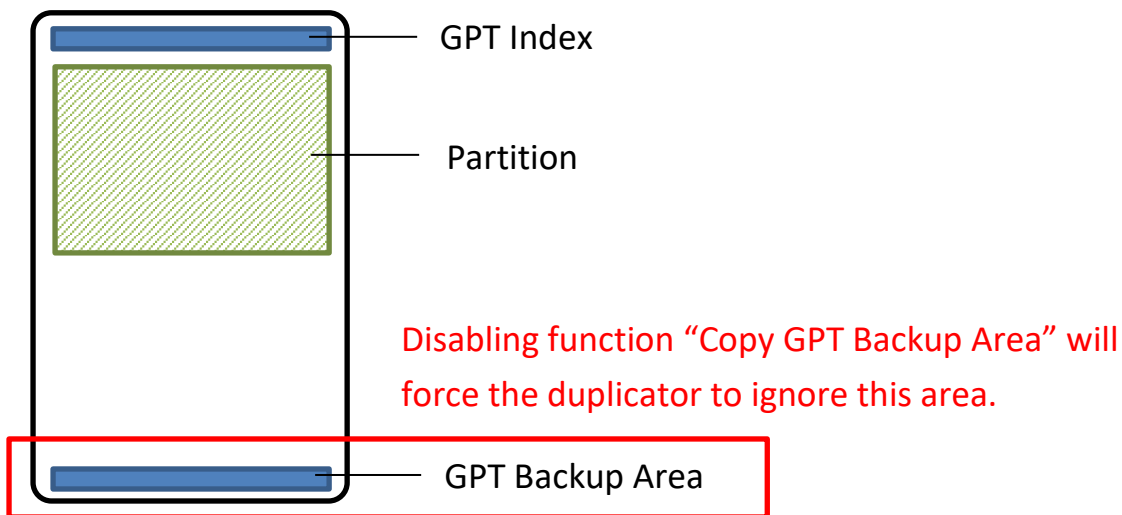 GPT Index
Partition
Disabling function “Copy GPT Backup Area” will
force the duplicator to ignore this area.
GPT Backup Area